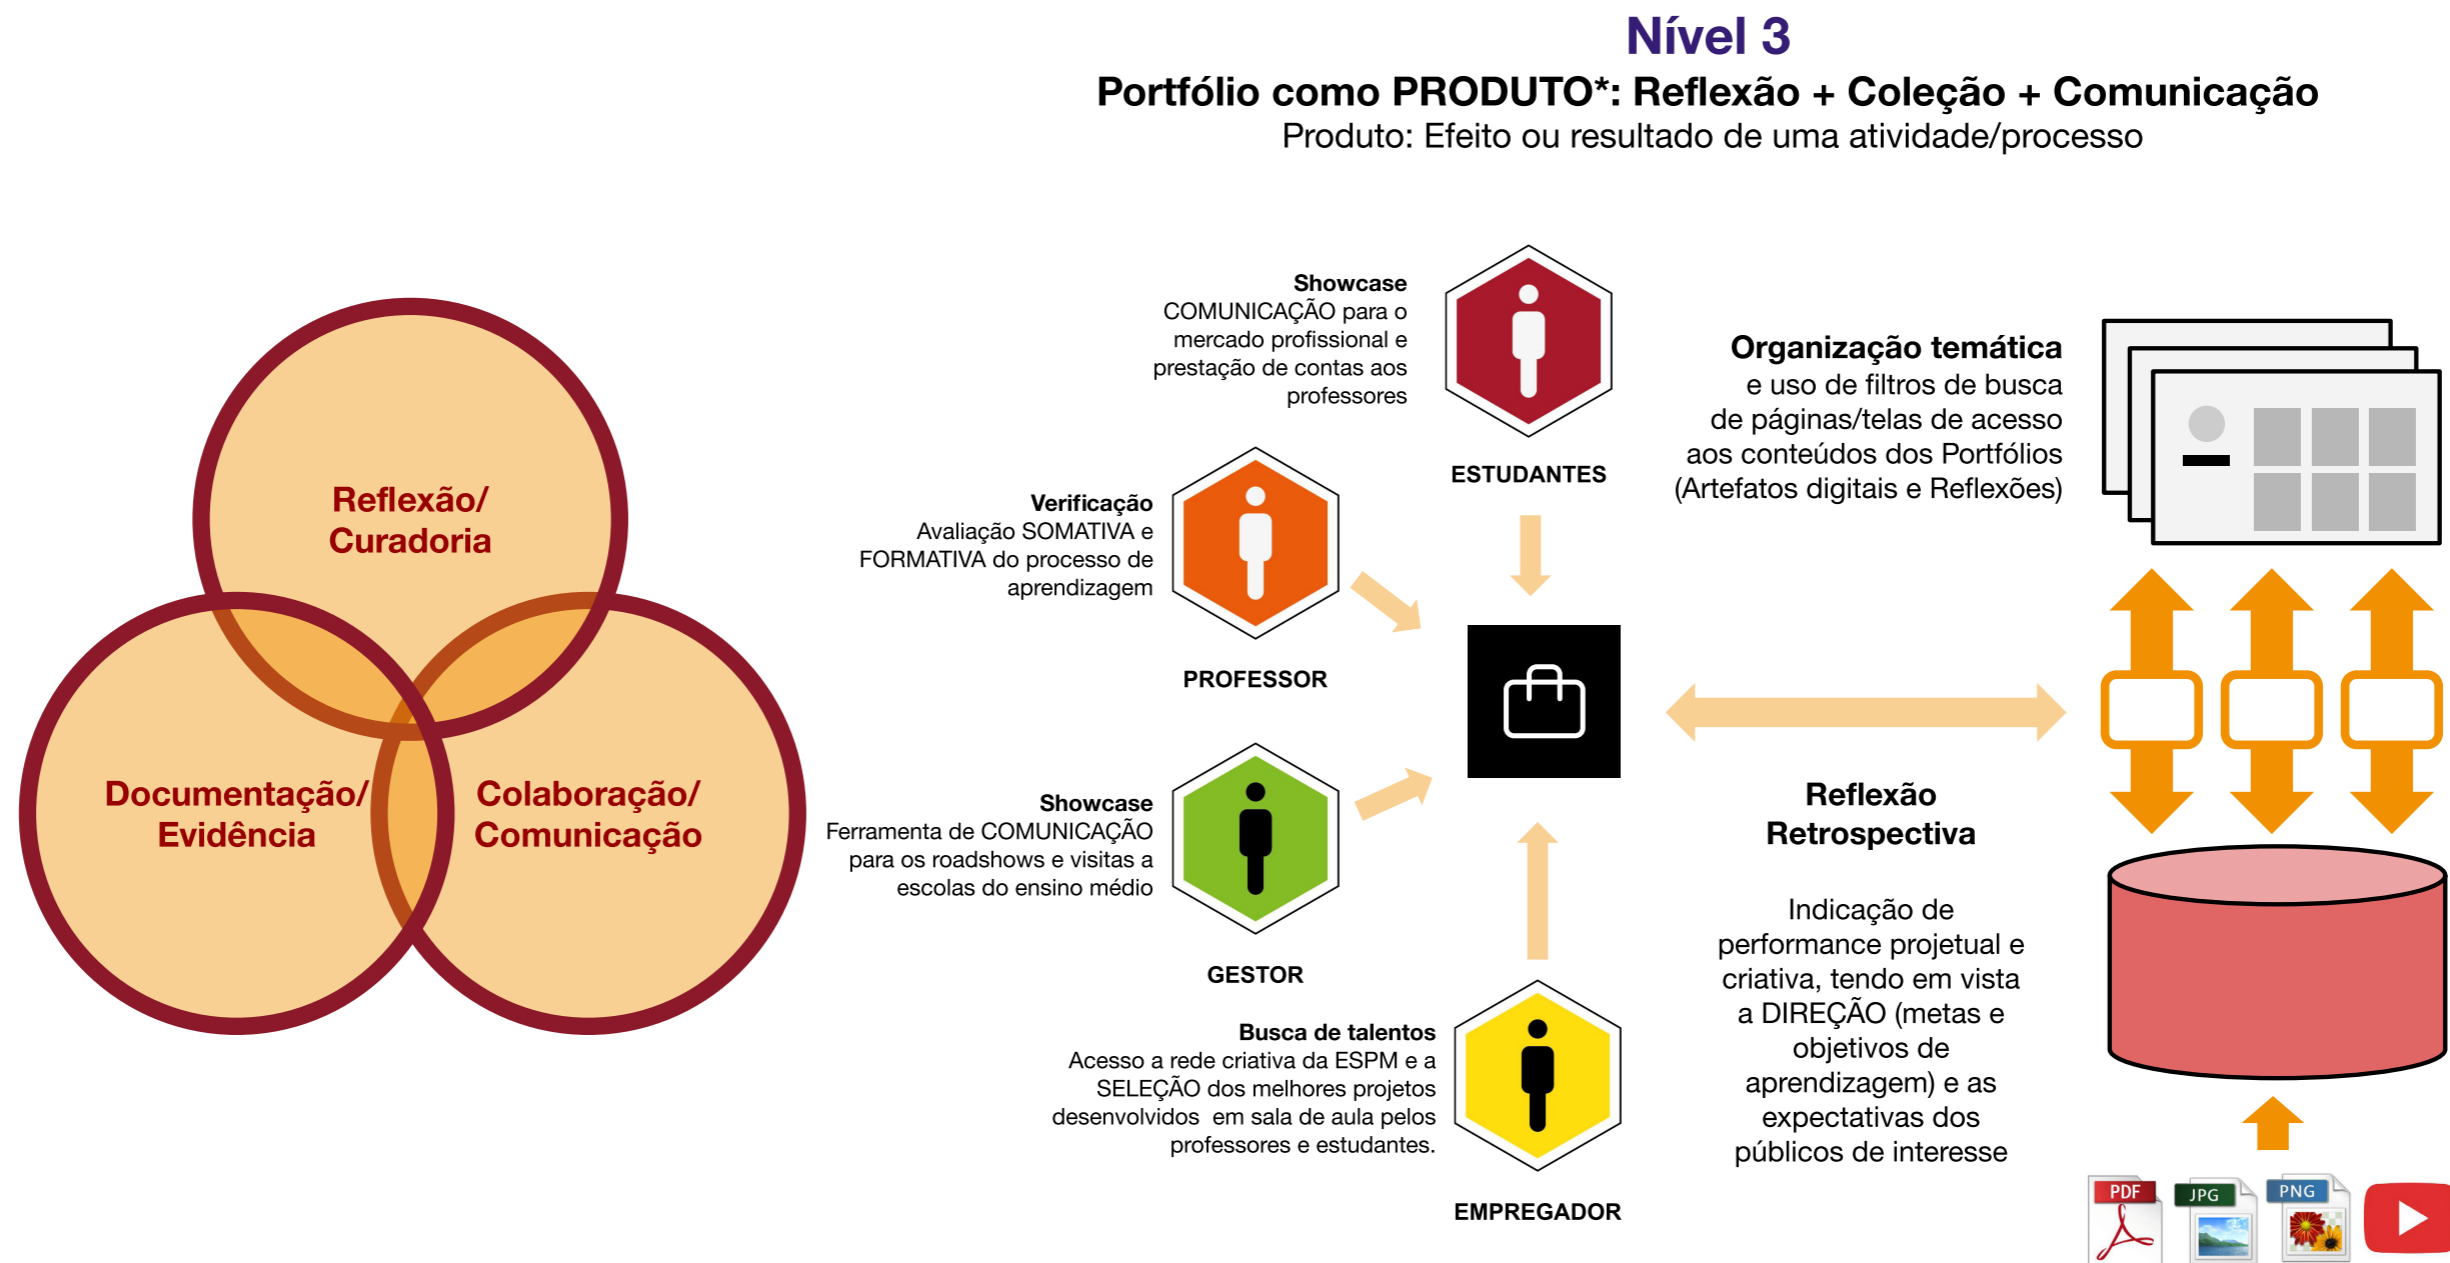 Nível 3
Portfólio como PRODUTO*: Reflexão + Coleção + Comunicação
Produto: Efeito ou resultado de uma atividade/processo
Reflexão/
Curadoria
Documentação/
Evidência
Colaboração/
Comunicação
Showcase
COMUNICAÇÃO para o
mercado profissional e
prestação de contas aos
professores
ESTUDANTES
Verificação
Avaliação SOMATIVA e
FORMATIVA do processo de
aprendizagem
PROFESSOR
Showcase
Ferramenta de COMUNICAÇÃO
para os roadshows e visitas a
escolas do ensino médio
GESTOR
Busca de talentos
Acesso a rede criativa da ESPM e a
SELEÇÃO dos melhores projetos
desenvolvidos  em sala de aula pelos
professores e estudantes.
EMPREGADOR
Organização temática
e uso de filtros de busca
de páginas/telas de acesso
aos conteúdos dos Portfólios
(Artefatos digitais e Reflexões)
Reflexão
Retrospectiva
Indicação de
performance projetual e
criativa, tendo em vista
a DIREÇÃO (metas e
objetivos de
aprendizagem) e as
expectativas dos
públicos de interesse
PDF
JPG
PNG